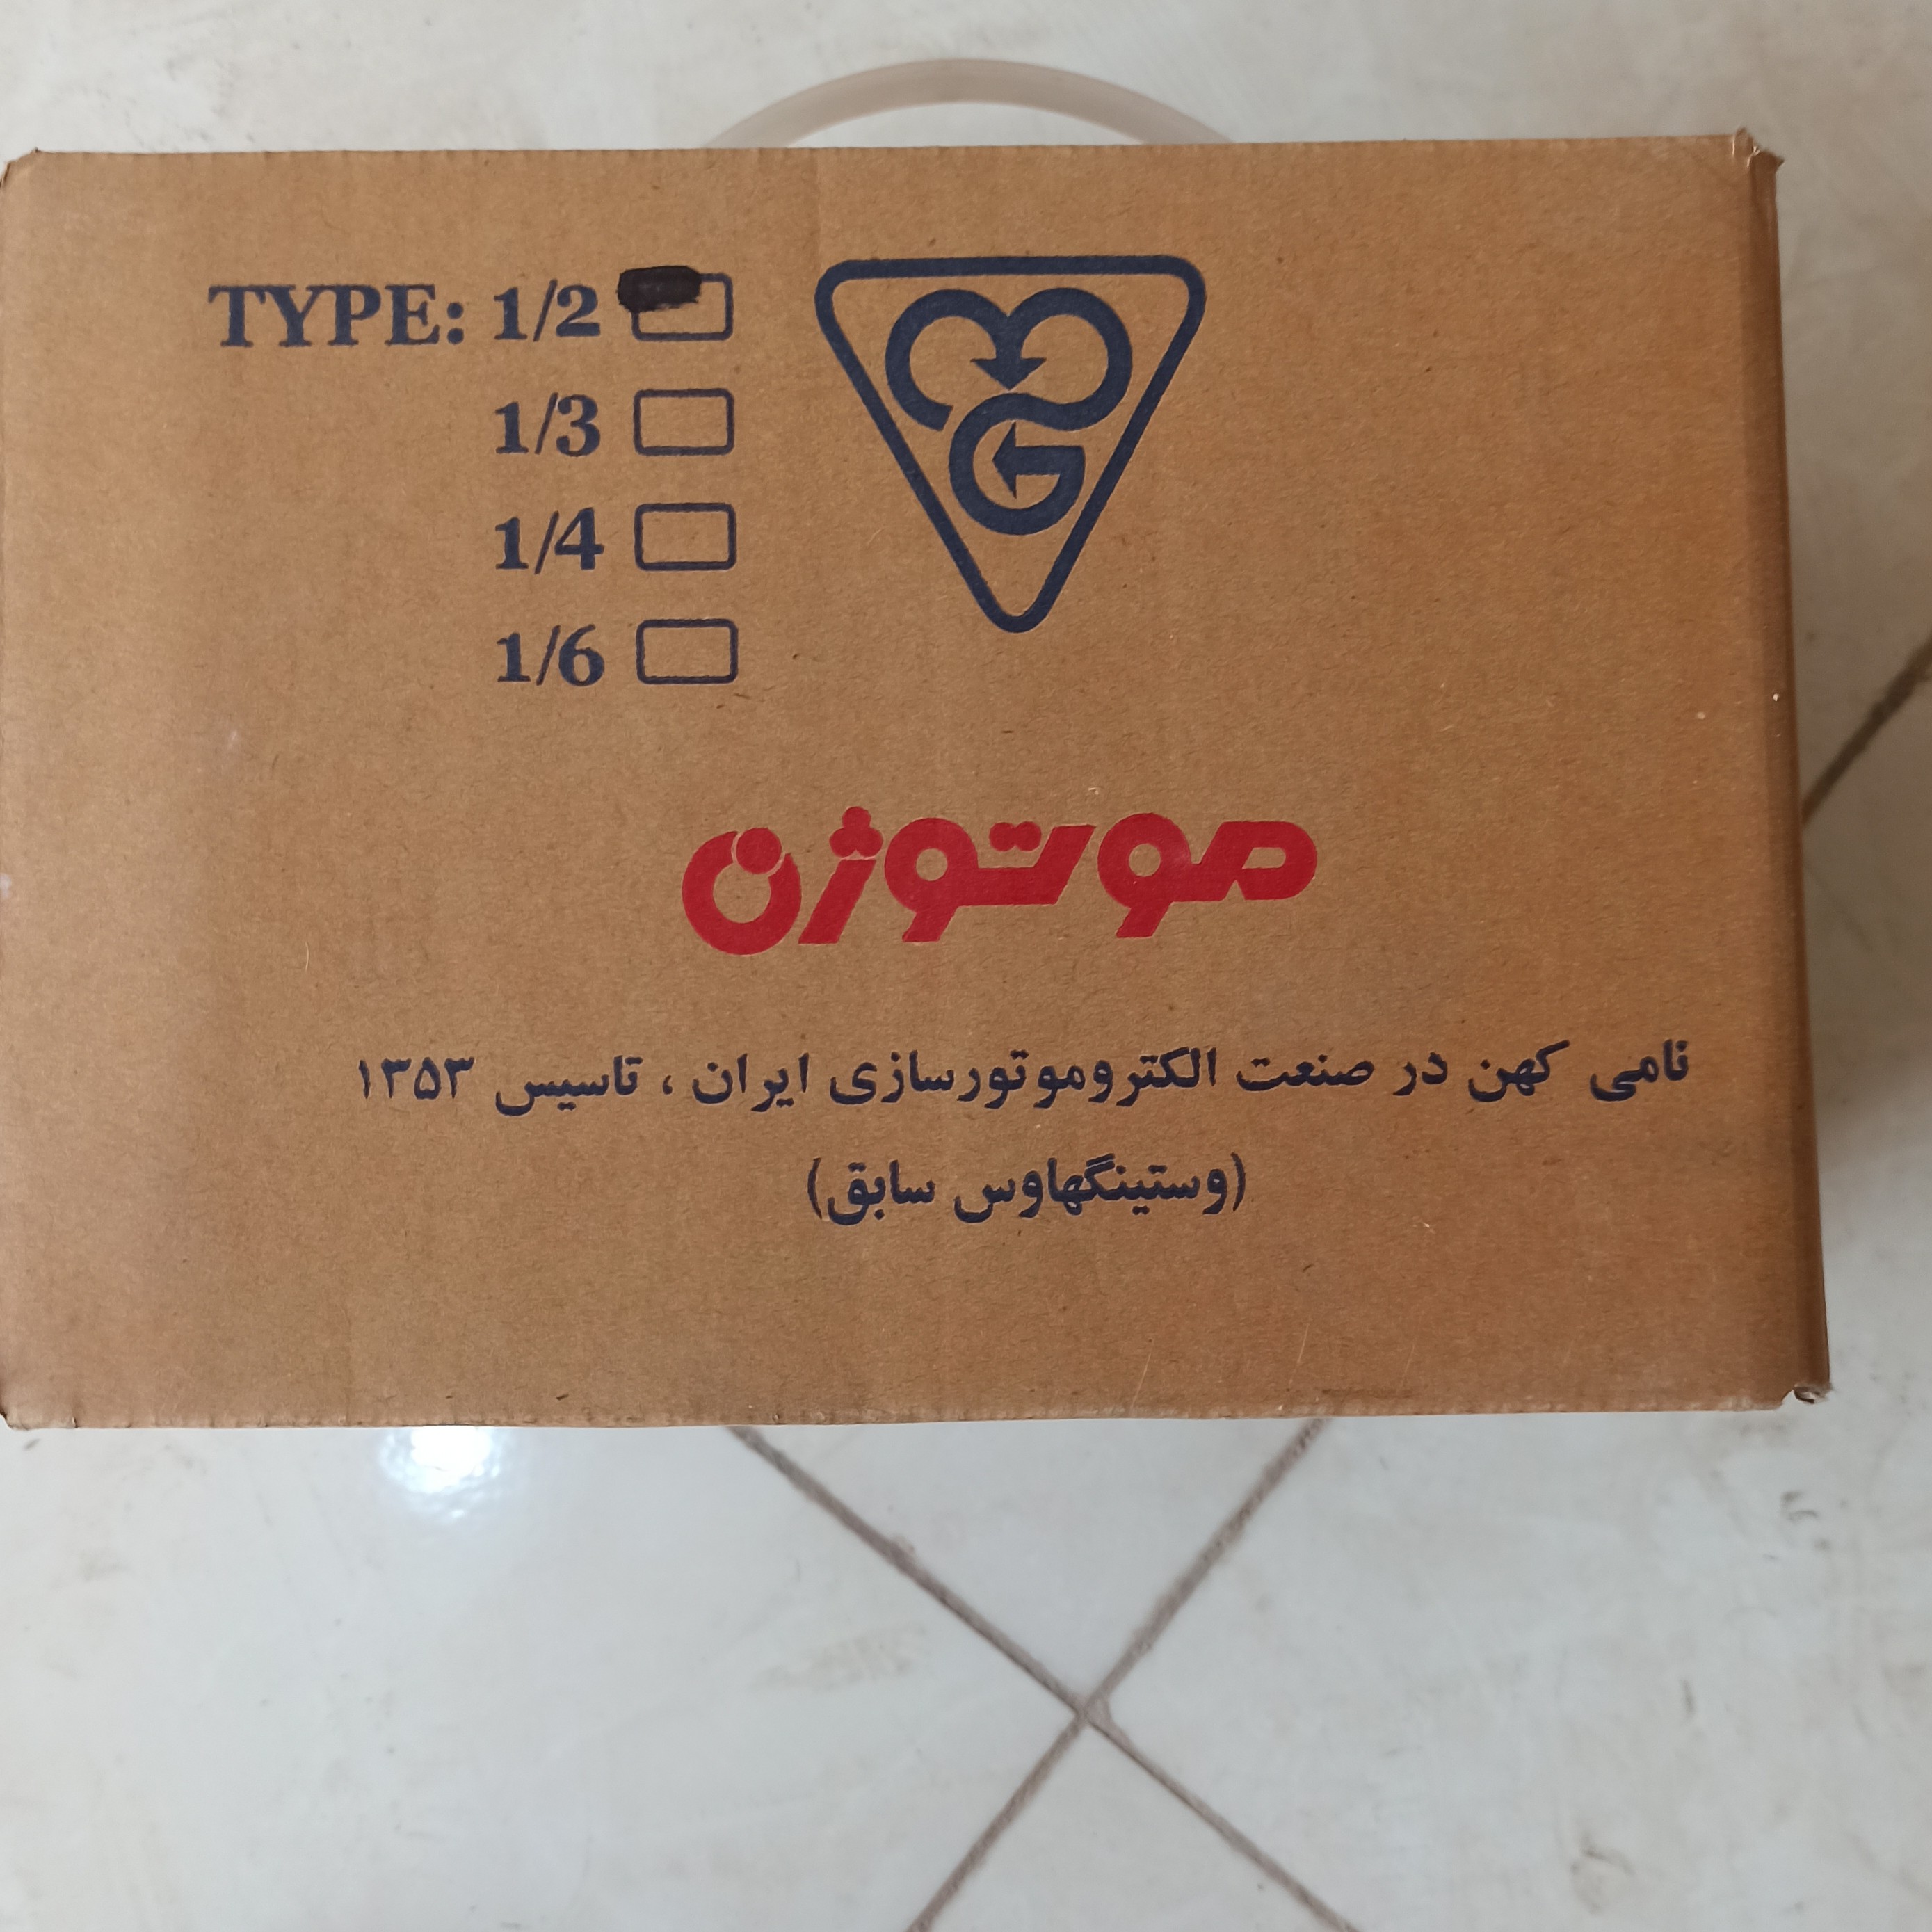 TYPE: 1/2
1/3
1/4
1/6
موتوژن
نامی کهن در صنعت الکتروموتورسازی ایران ، تاسیس ۱۳۵۳
(وستینگهاوس سابق)